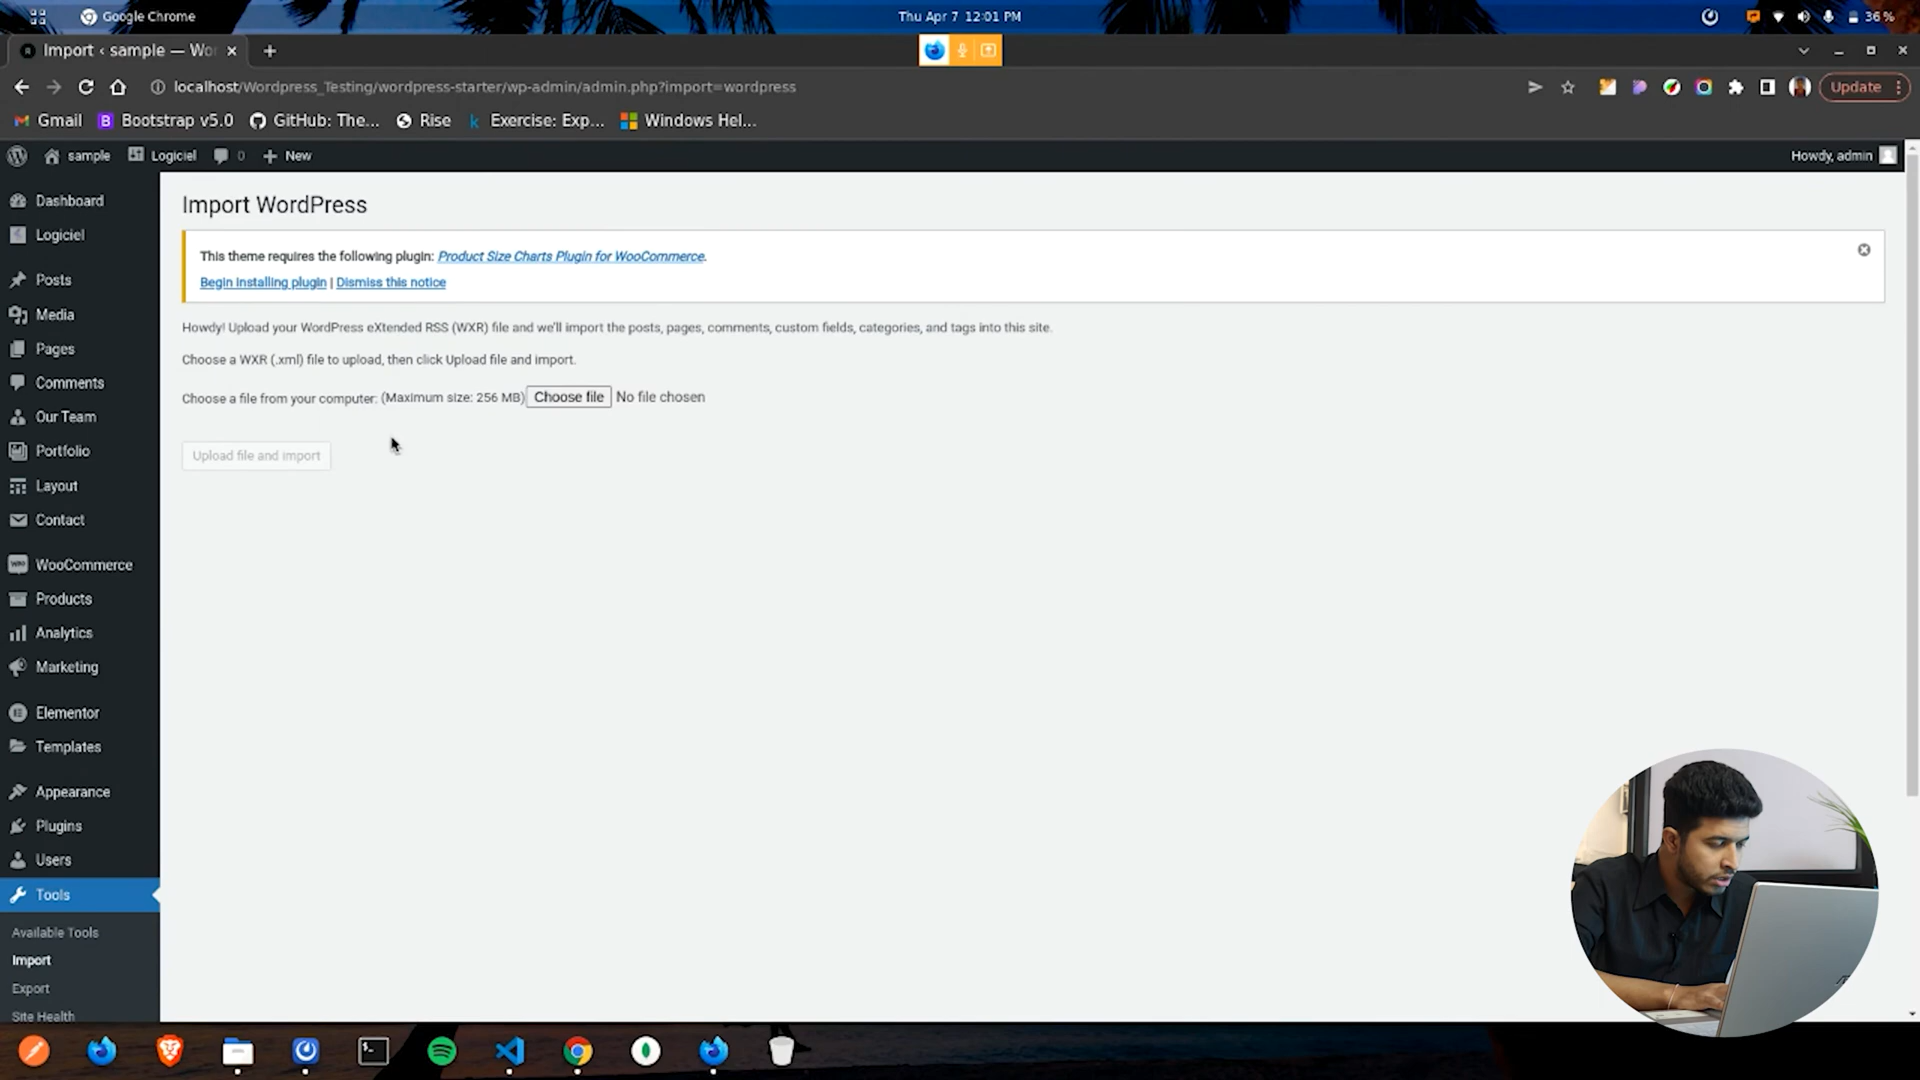 Google Chrome
Thu Apr 7 12:01 PM
36 %
Import ‹ sample — Wo
localhost/Wordpress_Testing/wordpress-starter/wp-admin/admin.php?import=wordpress
Update
Gmail
Bootstrap v5.0
GitHub: The...
Rise
Exercise: Exp...
Windows Hel...
sample
Logiciel
0
New
Howdy, admin
Dashboard
Logiciel
Posts
Media
Pages
Comments
Our Team
Portfolio
Layout
Contact
WooCommerce
Products
Analytics
Marketing
Elementor
Templates
Appearance
Plugins
Users
Tools
Available Tools
Import
Export
Site Health
Import WordPress
This theme requires the following plugin: Product Size Charts Plugin for WooCommerce.
Begin installing plugin | Dismiss this notice
Howdy! Upload your WordPress eXtended RSS (WXR) file and we'll import the posts, pages, comments, custom fields, categories, and tags into this site.
Choose a WXR (.xml) file to upload, then click Upload file and import.
Choose a file from your computer: (Maximum size: 256 MB) Choose file No file chosen
Upload file and import